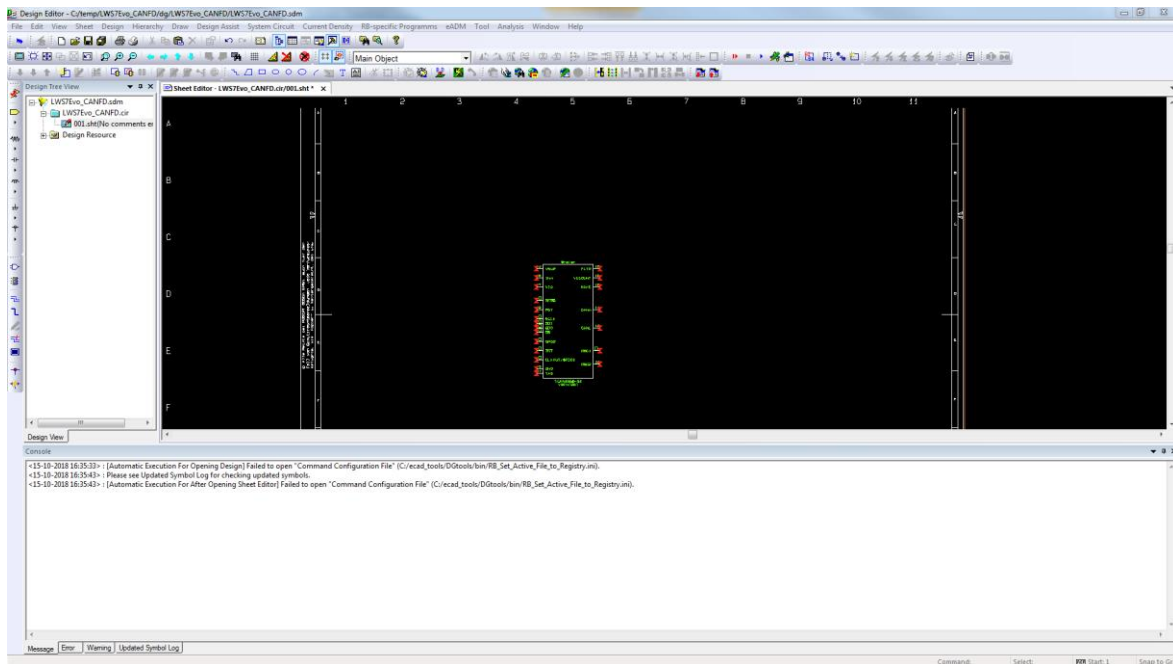 Design Editor - C:/temp/LWS7Evo_CANFD/dg/LWS7Evo_CANFD/LWS7Evo_CANFD.sdm
File Edit View Sheet Design Hierarchy Draw Design Assist System Circuit Current Density RB-specific Programms eADM Tool Analysis Window Help
Main Object
Design Tree View
Sheet Editor - LWS7Evo_CANFD.cir/001.sht *
LWS7Evo_CANFD.sdm
LWS7Evo_CANFD.cir
001.sht(No comments e
Design Resource
1 2 3 4 5 6 7 8 9 10 11
A
B
C
D
E
F
Design View
Console
<15-10-2018 16:35:33> : [Automatic Execution For Opening Design] Failed to open "Command Configuration File" (C:/ecad_tools/DGtools/bin/RB_Set_Active_File_to_Registry.ini).
<15-10-2018 16:35:43> : Please see Updated Symbol Log for checking updated symbols.
<15-10-2018 16:35:43> : [Automatic Execution For After Opening Sheet Editor] Failed to open "Command Configuration File" (C:/ecad_tools/DGtools/bin/RB_Set_Active_File_to_Registry.ini).
Message Error Warning Updated Symbol Log
Command: Select: Start: 1 Snap to G